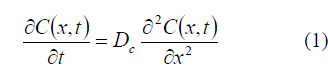 ∂C(x,t)/∂t = D_c ∂²C(x,t)/∂x² (1)